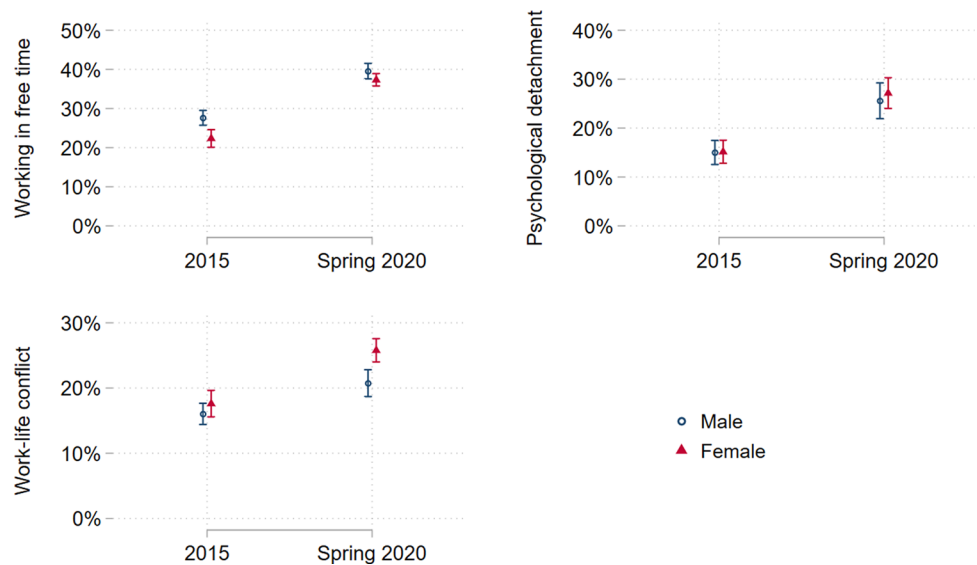 Working in free time
50%
40%
30%
20%
10%
0%
2015 Spring 2020
Psychological detachment
40%
30%
20%
10%
0%
2015 Spring 2020
Work-life conflict
30%
20%
10%
0%
2015 Spring 2020
Male
Female